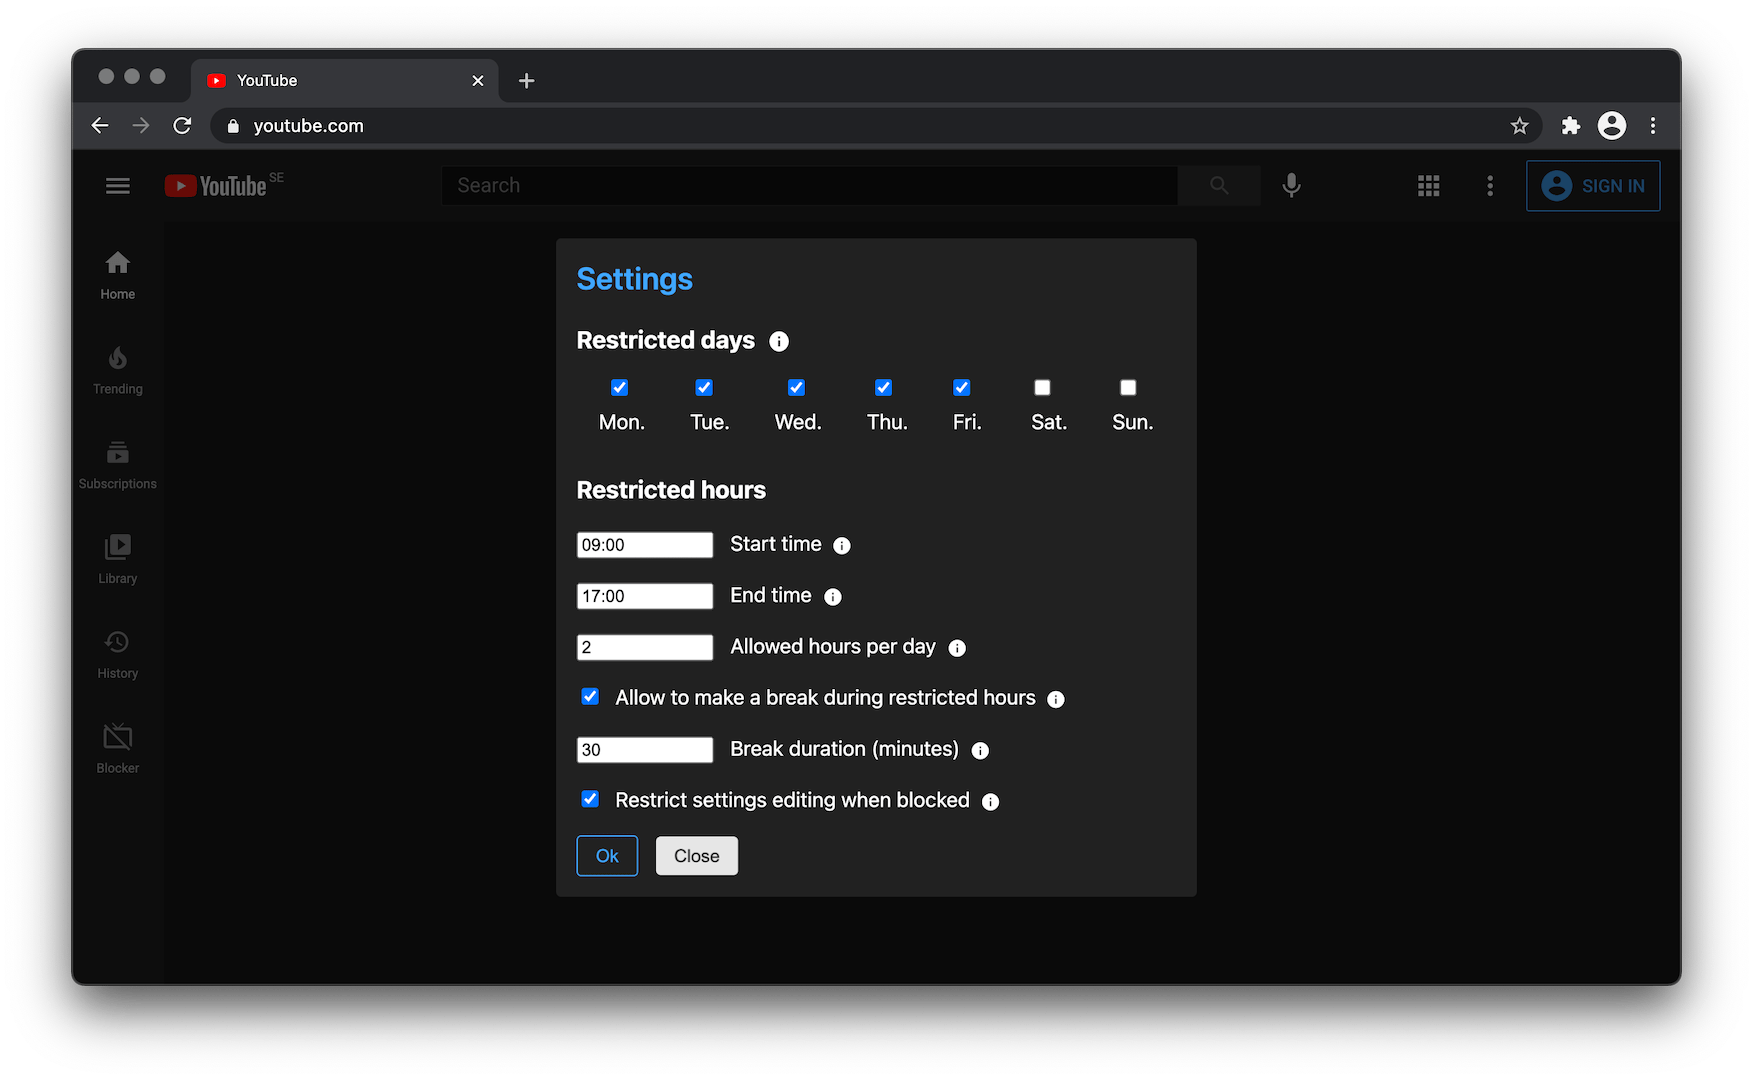 YouTube
youtube.com
YouTube SE
Search
SIGN IN
Home
Trending
Subscriptions
Library
History
Blocker
Settings
Restricted days
Mon. Tue. Wed. Thu. Fri. Sat. Sun.
Restricted hours
09:00 Start time
17:00 End time
2 Allowed hours per day
Allow to make a break during restricted hours
30 Break duration (minutes)
Restrict settings editing when blocked
Ok Close